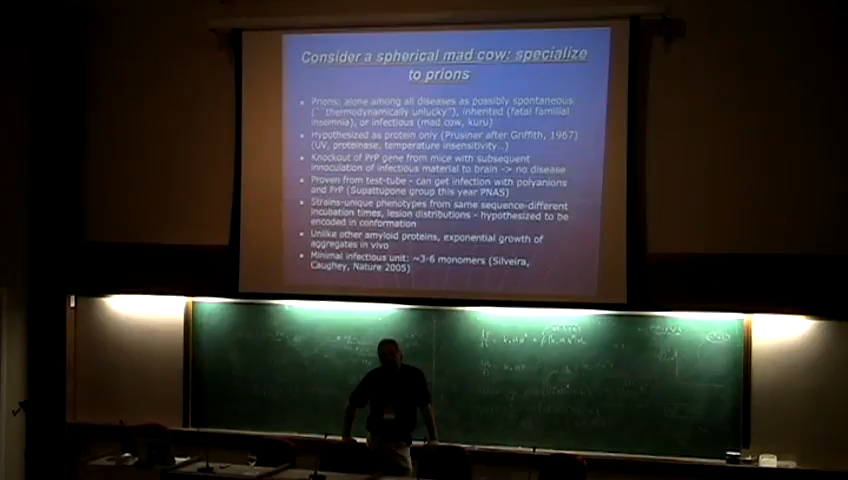 Consider a spherical mad cow: specialize
to prions
Prions: alone among all diseases as possibly spontaneous
(``thermodynamically unlucky"), inherited (fatal familial
insomnia), or infectious (mad cow, kuru)
Hypothesized as protein only (Prusiner after Griffith, 1967)
(UV, proteinase, temperature insensitivity..)
Knockout of PrP gene from mice with subsequent
innoculation of infectious material to brain -> no disease
Proven from test-tube - can get infection with polyanions
and PrP (Supattupone group this year PNAS)
Strains-unique phenotypes from same sequence-different
incubation times, lesion distributions - hypothesized to be
encoded in conformation
Unlike other amyloid proteins, exponential growth of
aggregates in vivo
Minimal infectious unit: ~3-6 monomers (Silveira,
Caughey, Nature 2005)